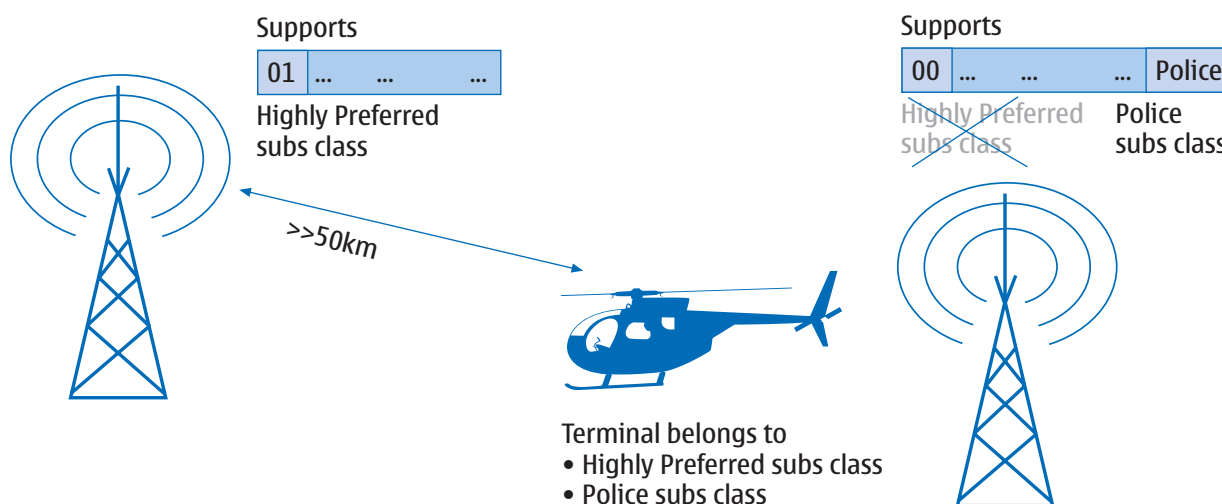 Supports
01 ... ... ...
Highly Preferred
subs class
>>50km
Supports
00 ... ... ... Police
Highly Preferred
subs class
Police
subs class
Terminal belongs to
• Highly Preferred subs class
• Police subs class